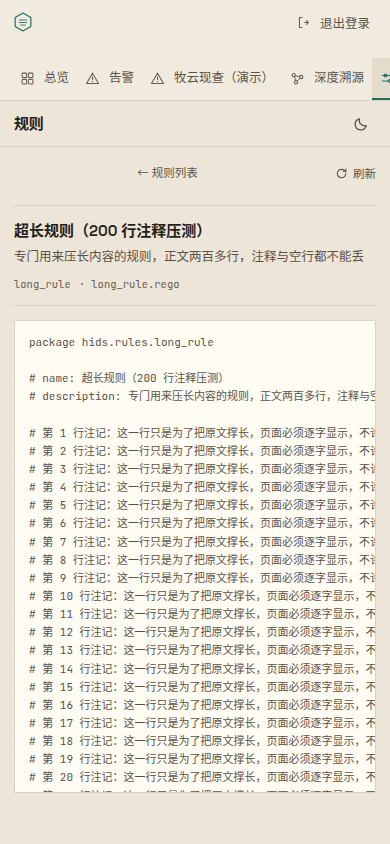 退出登录
总览 告警 牧云现查（演示） 深度溯源
规则
← 规则列表 刷新
超长规则（200 行注释压测）
专门用来压长内容的规则，正文两百多行，注释与空行都不能丢
long_rule · long_rule.rego
package hids.rules.long_rule
# name: 超长规则（200 行注释压测）
# description: 专门用来压长内容的规则，正文两百多行，注释与空
# 第 1 行注记：这一行只是为了把原文撑长，页面必须逐字显示，不
# 第 2 行注记：这一行只是为了把原文撑长，页面必须逐字显示，不
# 第 3 行注记：这一行只是为了把原文撑长，页面必须逐字显示，不
# 第 4 行注记：这一行只是为了把原文撑长，页面必须逐字显示，不
# 第 5 行注记：这一行只是为了把原文撑长，页面必须逐字显示，不
# 第 6 行注记：这一行只是为了把原文撑长，页面必须逐字显示，不
# 第 7 行注记：这一行只是为了把原文撑长，页面必须逐字显示，不
# 第 8 行注记：这一行只是为了把原文撑长，页面必须逐字显示，不
# 第 9 行注记：这一行只是为了把原文撑长，页面必须逐字显示，不
# 第 10 行注记：这一行只是为了把原文撑长，页面必须逐字显示，不
# 第 11 行注记：这一行只是为了把原文撑长，页面必须逐字显示，不
# 第 12 行注记：这一行只是为了把原文撑长，页面必须逐字显示，不
# 第 13 行注记：这一行只是为了把原文撑长，页面必须逐字显示，不
# 第 14 行注记：这一行只是为了把原文撑长，页面必须逐字显示，不
# 第 15 行注记：这一行只是为了把原文撑长，页面必须逐字显示，不
# 第 16 行注记：这一行只是为了把原文撑长，页面必须逐字显示，不
# 第 17 行注记：这一行只是为了把原文撑长，页面必须逐字显示，不
# 第 18 行注记：这一行只是为了把原文撑长，页面必须逐字显示，不
# 第 19 行注记：这一行只是为了把原文撑长，页面必须逐字显示，不
# 第 20 行注记：这一行只是为了把原文撑长，页面必须逐字显示，不